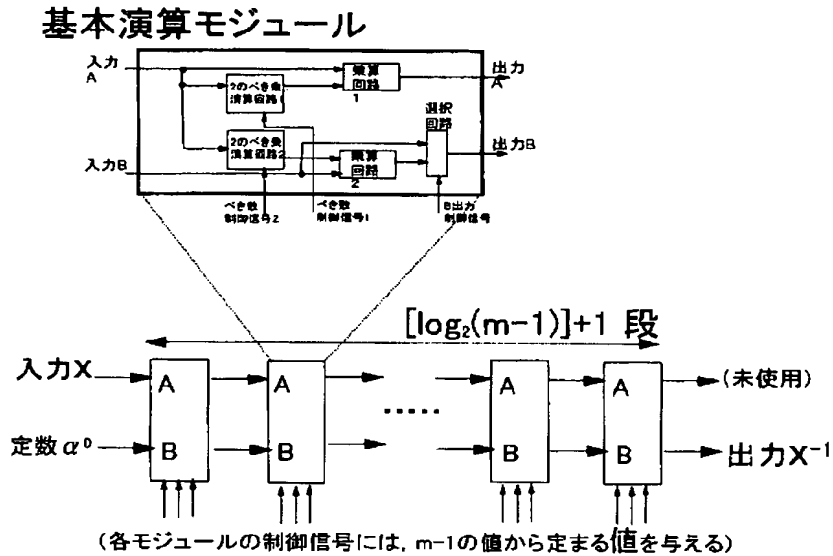 基本演算モジュール
入力
A
2のべき乗
演算回路1
乗算
回路
1
出力
A
選択
回路
2のべき乗
演算回路2
乗算
回路
2
入力B
出力B
べき数
制御信号2
べき数
制御信号1
B出力
制御信号
[log₂(m-1)]+1 段
入力X
A
A
‥‥‥
A
A
(未使用)
定数α⁰
B
B
B
B
出力X⁻¹
(各モジュールの制御信号には, m-1の値から定まる値を与える)